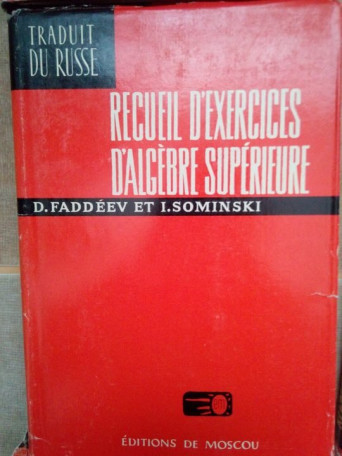 TRADUIT
DU RUSSE
RECUEIL D'EXERCICES
D'ALGÈBRE SUPÉRIEURE
D. FADDÉEV ET I. SOMINSKI
ÉDITIONS DE MOSCOU